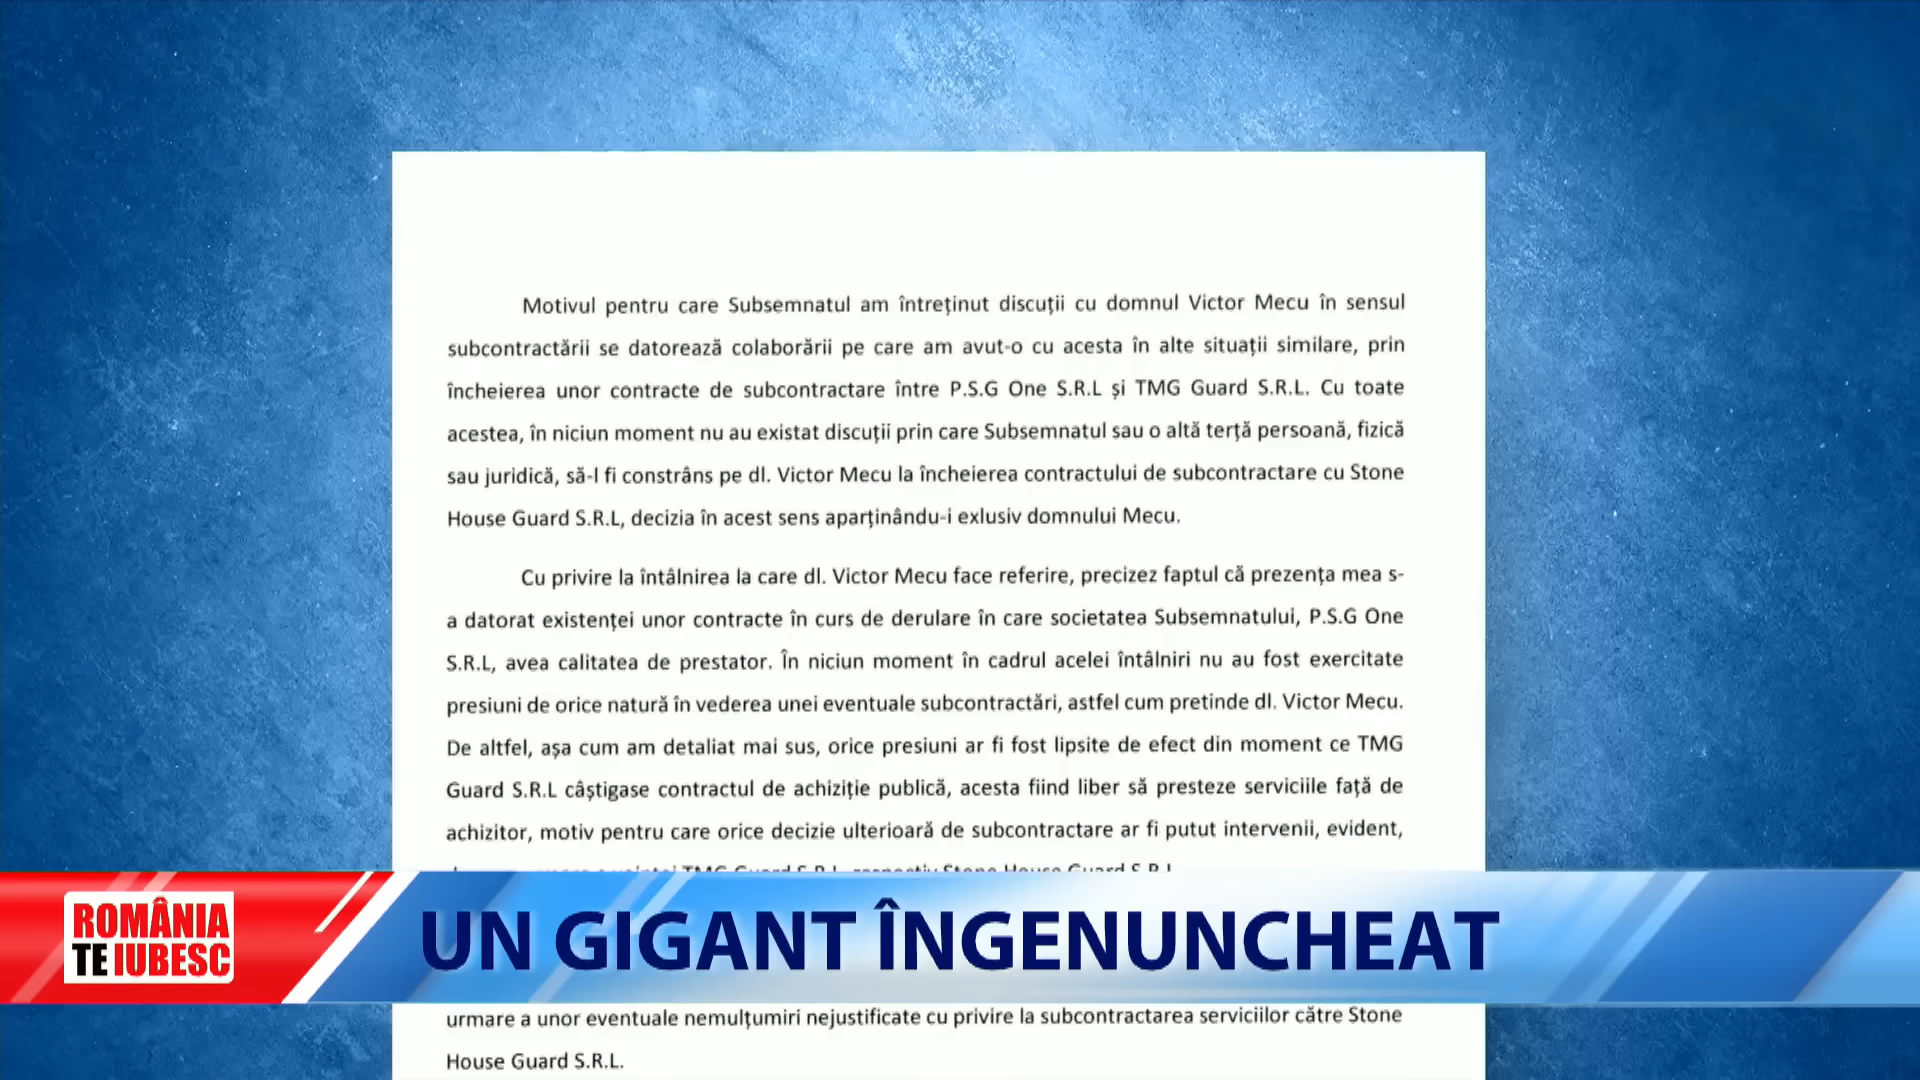 Motivul pentru care Subsemnatul am întreținut discuții cu domnul Victor Mecu în sensul
subcontractării se datorează colaborării pe care am avut-o cu acesta în alte situații similare, prin
încheierea unor contracte de subcontractare între P.S.G One S.R.L și TMG Guard S.R.L. Cu toate
acestea, în niciun moment nu au existat discuții prin care Subsemnatul sau o altă terță persoană, fizică
sau juridică, să-l fi constrâns pe dl. Victor Mecu la încheierea contractului de subcontractare cu Stone
House Guard S.R.L, decizia în acest sens aparținându-i exlusiv domnului Mecu.
Cu privire la întâlnirea la care dl. Victor Mecu face referire, precizez faptul că prezența mea s-
a datorat existenței unor contracte în curs de derulare în care societatea Subsemnatului, P.S.G One
S.R.L, avea calitatea de prestator. În niciun moment în cadrul acelei întâlniri nu au fost exercitate
presiuni de orice natură în vederea unei eventuale subcontractări, astfel cum pretinde dl. Victor Mecu.
De altfel, așa cum am detaliat mai sus, orice presiuni ar fi fost lipsite de efect din moment ce TMG
Guard S.R.L câștigase contractul de achiziție publică, acesta fiind liber să presteze serviciile față de
achizitor, motiv pentru care orice decizie ulterioară de subcontractare ar fi putut intervenii, evident,
TMG Guard S.R.L, respectiv Stone House Guard S.R.L
ROMÂNIA
TE IUBESC
UN GIGANT ÎNGENUNCHEAT
urmare a unor eventuale nemulțumiri nejustificate cu privire la subcontractarea serviciilor către Stone
House Guard S.R.L.